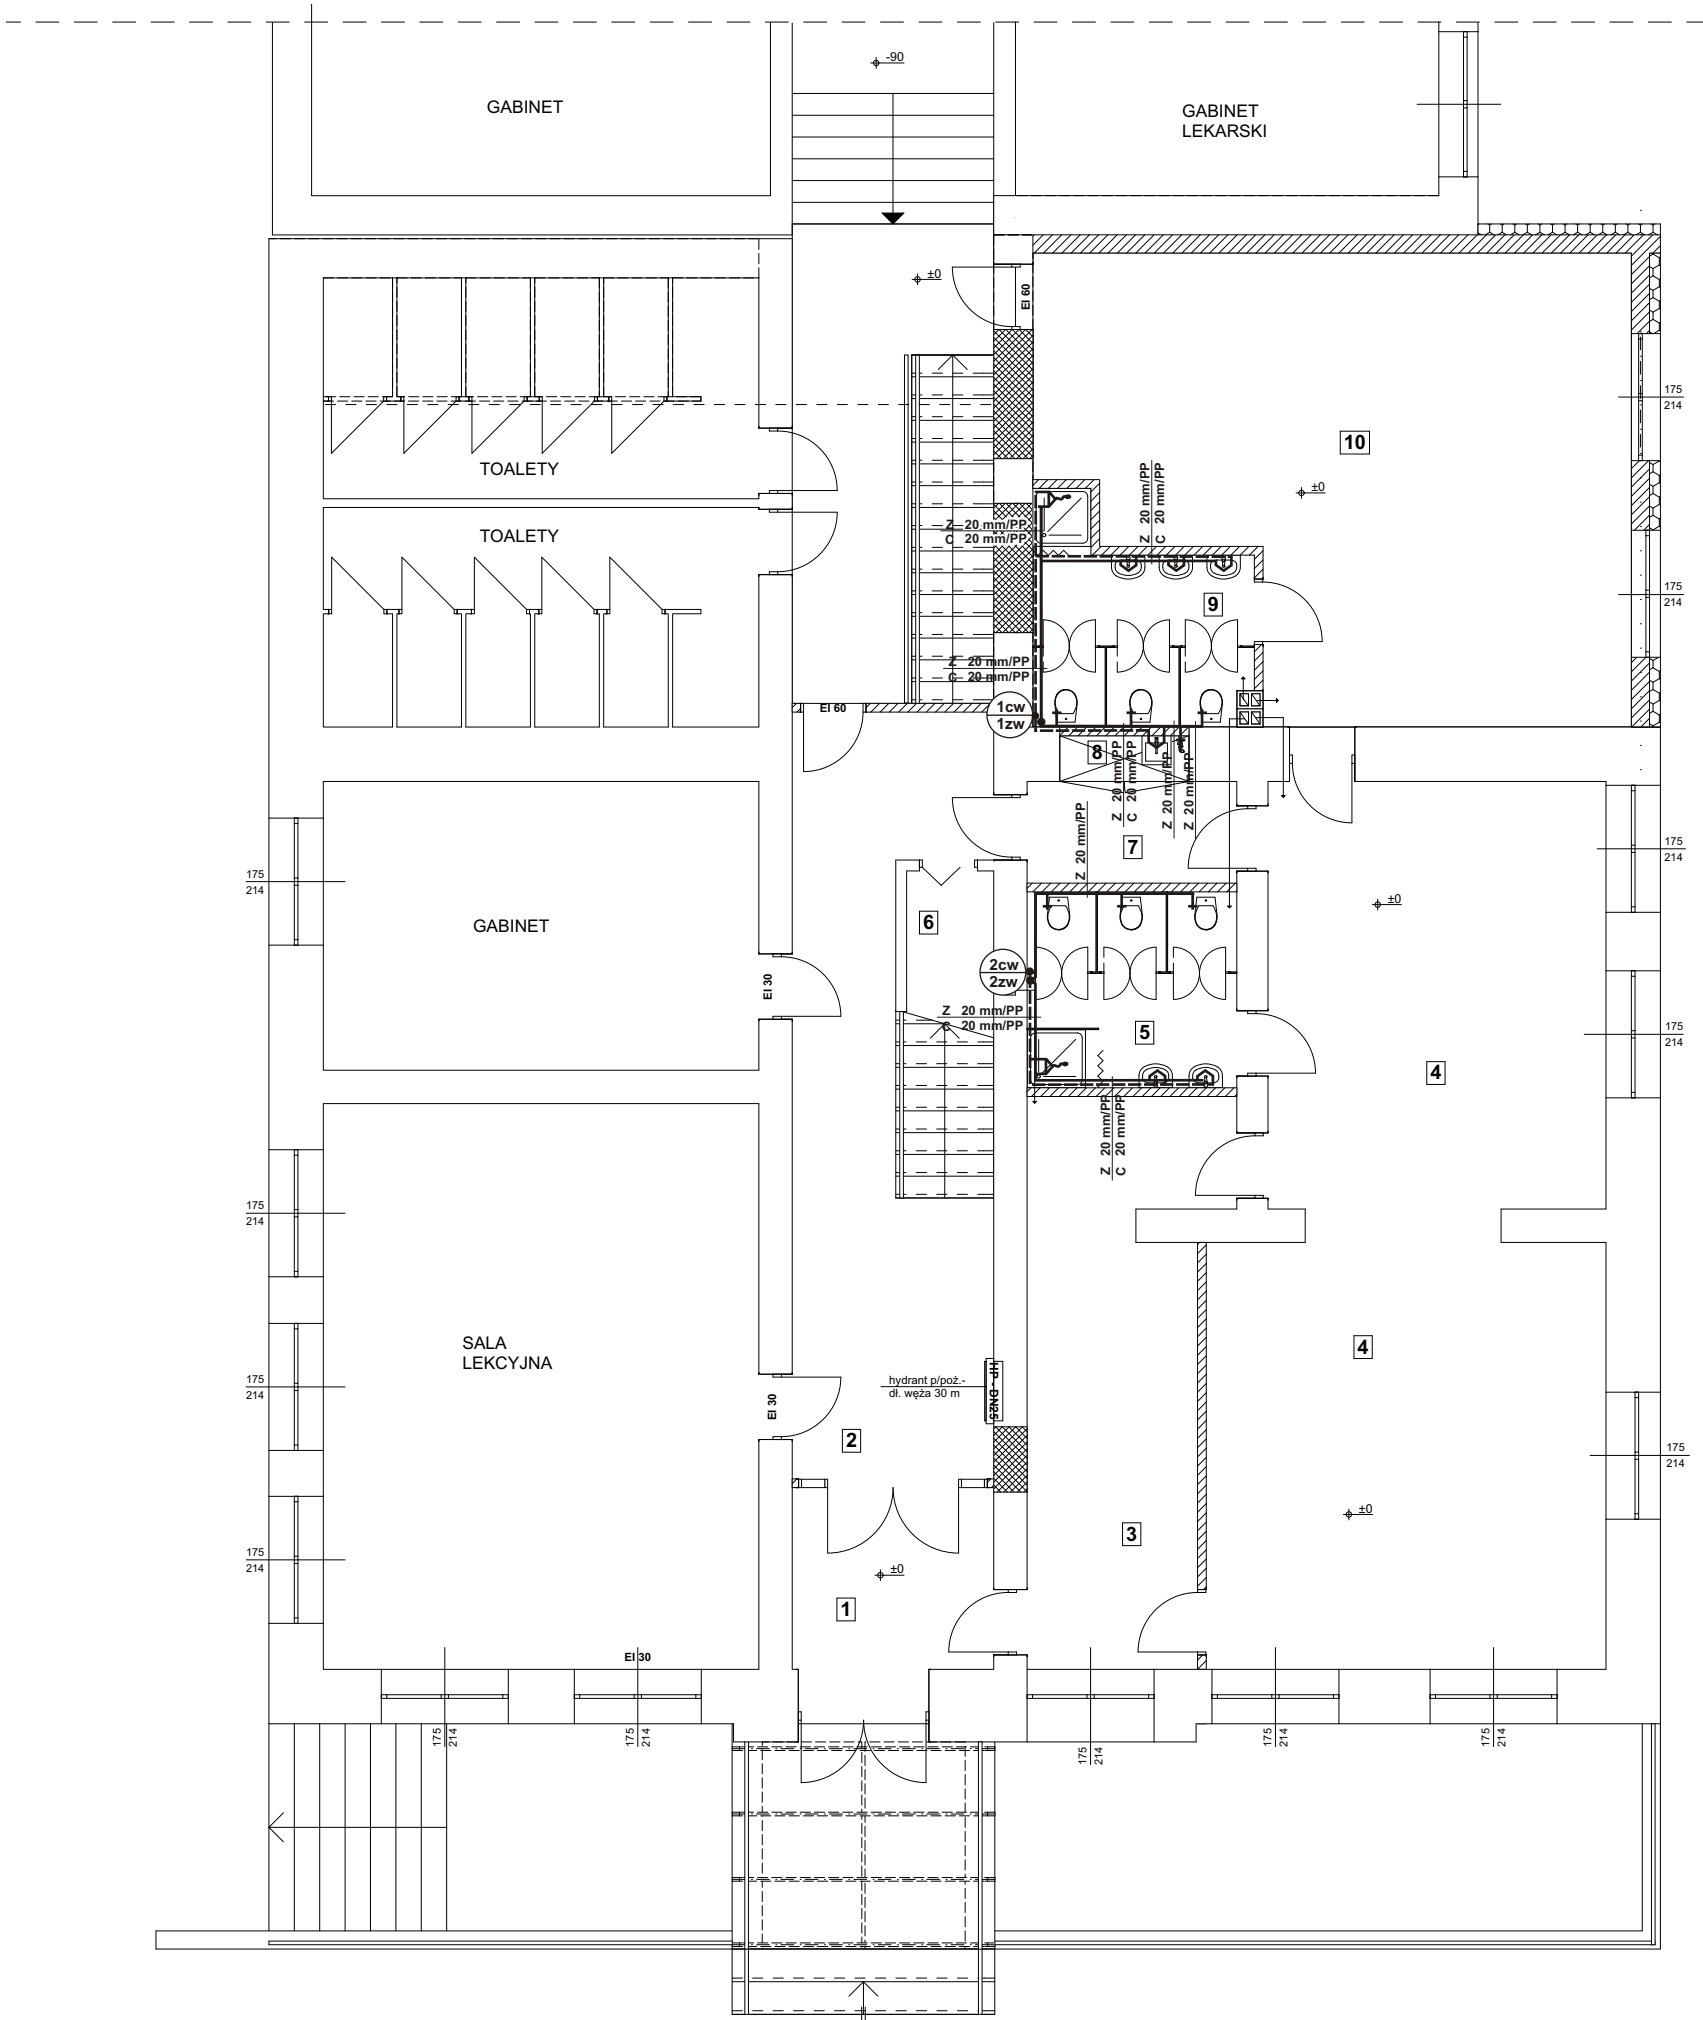 -90
GABINET
GABINET
LEKARSKI
±0
EI 60
175
214
10
TOALETY
±0
Z 20 mm/PP
C 20 mm/PP
Z 20 mm/PP
C 20 mm/PP
TOALETY
175
214
9
Z 20 mm/PP
C 20 mm/PP
EI 60
1cw
1zw
8
Z 20 mm/PP
C 20 mm/PP
Z 20 mm/PP
Z 20 mm/PP
Z 20 mm/PP
7
175
214
175
214
±0
6
GABINET
2cw
2zw
EI 30
Z 20 mm/PP
C 20 mm/PP
5
175
214
4
Z 20 mm/PP
C 20 mm/PP
175
214
SALA
LEKCYJNA
4
175
214
hydrant p/poż.-
dł. węża 30 m
HP - DN25
EI 30
2
175
214
±0
3
175
214
±0
1
EI 30
175
214
175
214
175
214
175
214
175
214